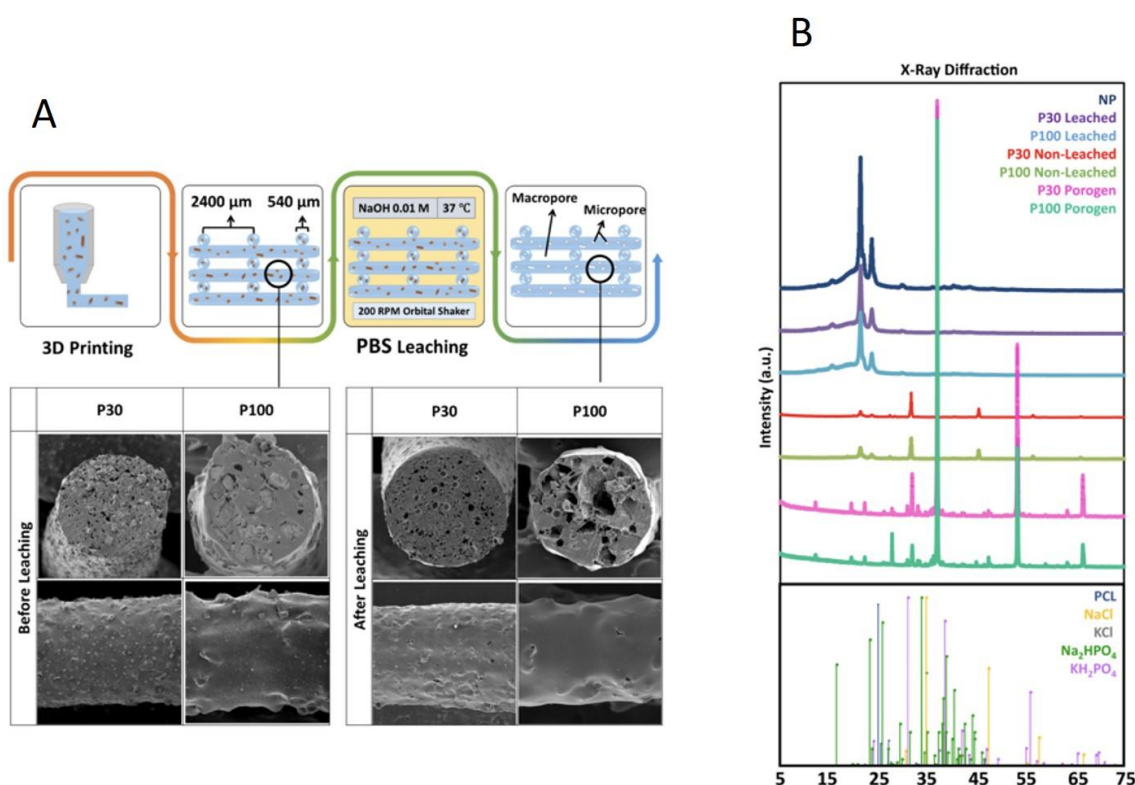 A
2400 µm
540 µm
NaOH 0.01 M
37 °C
200 RPM Orbital Shaker
Macropore
Micropore
3D Printing
PBS Leaching
P30
P100
Before Leaching
P30
P100
After Leaching
B
X-Ray Diffraction
NP
P30 Leached
P100 Leached
P30 Non-Leached
P100 Non-Leached
P30 Porogen
P100 Porogen
Intensity (a.u.)
PCL
NaCl
KCl
Na₂HPO₄
KH₂PO₄
5 15 25 35 45 55 65 75